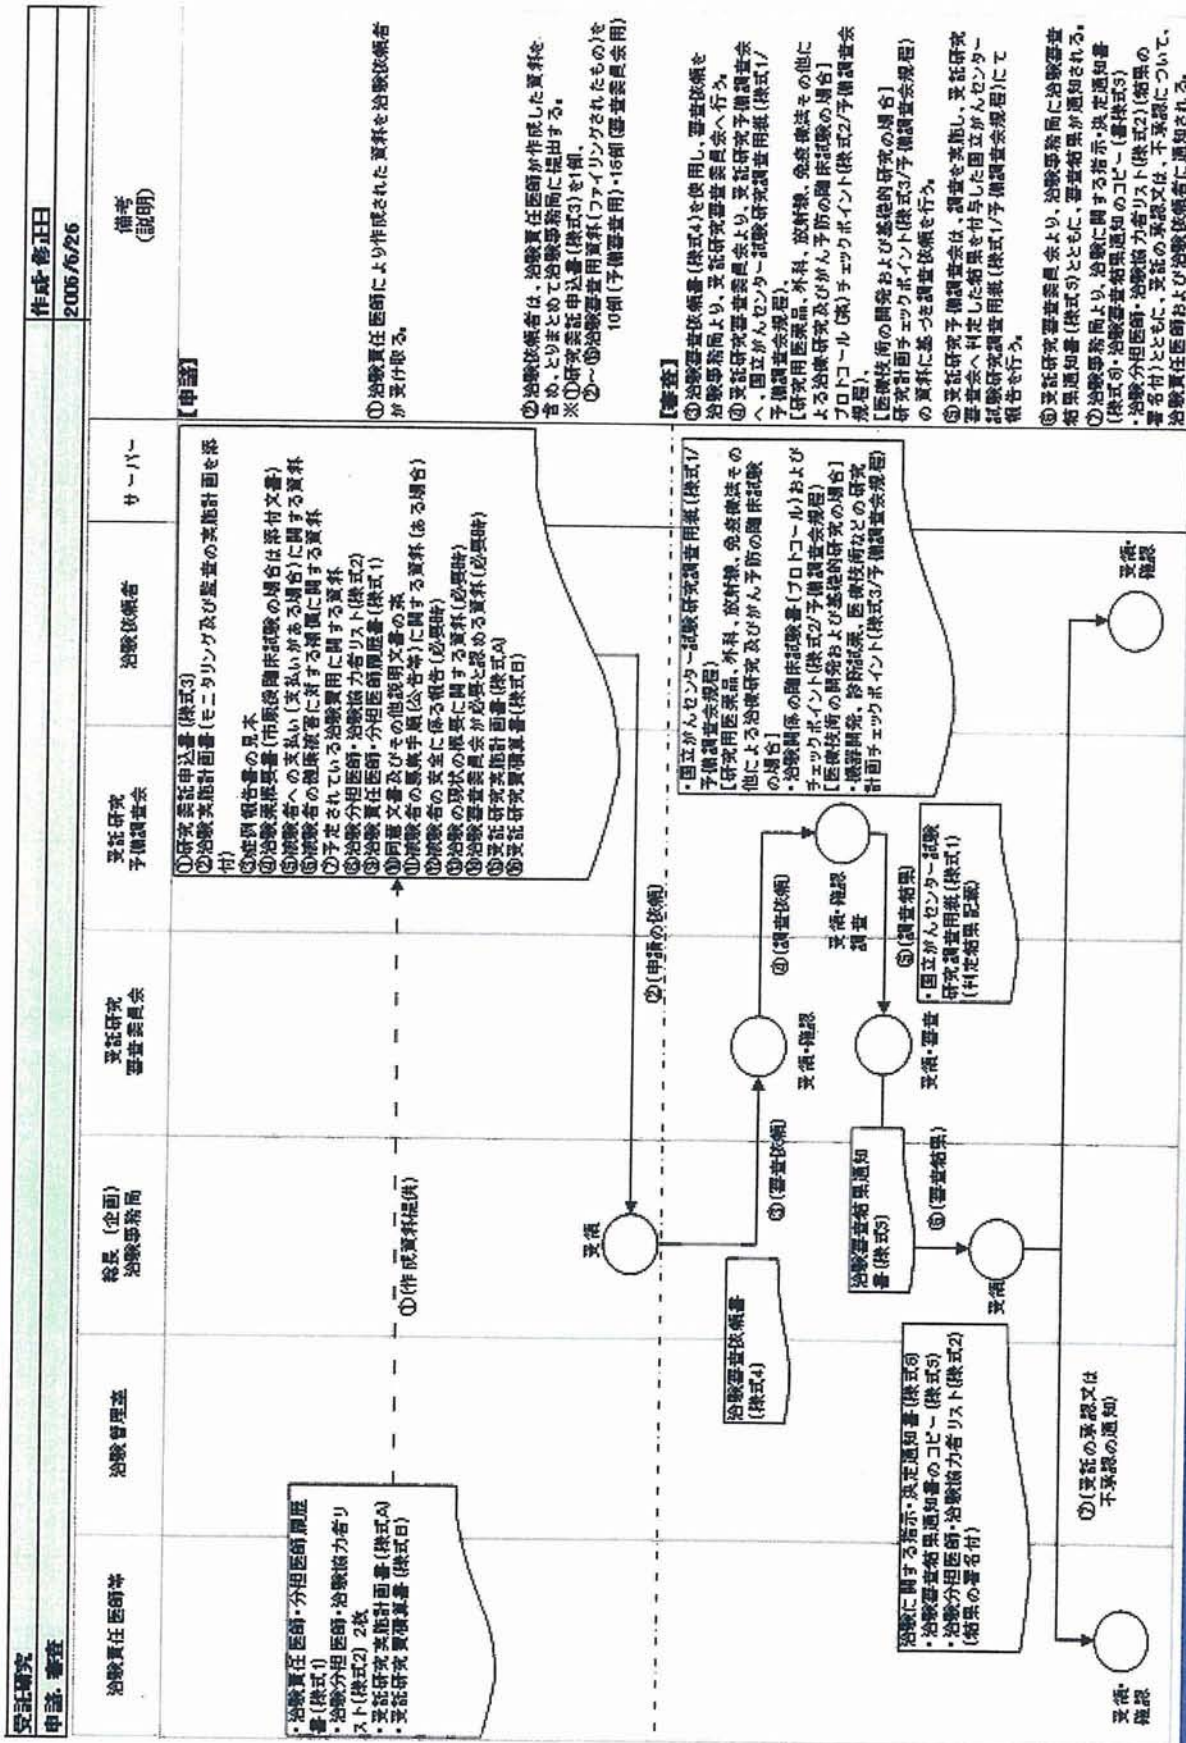 受託研究
申請．審査
作成・修正日
2006/6/26
治験責任医師等
治験管理室
総長（企画）
治験事務局
受託研究
審査委員会
受託研究
予備調査会
治験依頼者
サーバー
備考
（説明）
・治験責任医師・分担医師履歴
書（様式1）
・治験分担医師・治験協力者リ
スト（様式2）2枚
・受託研究実施計画書（様式A）
・受託研究費積算書（様式B）
①（作成資料提供）
①研究委託申込書（様式3）
②治験実施計画書（モニタリング及び監査の実施計画を添
付）
③症例報告書の見本
④治験薬概要書（市販後臨床試験の場合は添付文書）
⑤被験者への支払い（支払いがある場合）に関する資料
⑥被験者の健康被害に対する補償に関する資料
⑦予定されている治験費用に関する資料
⑧治験分担医師・治験協力者リスト（様式2）
⑨治験責任医師・分担医師履歴書（様式1）
⑩同意文書及びその他説明文書の案
⑪被験者の募集手順（公告等）に関する資料（ある場合）
⑫被験者の安全に係る報告（必要時）
⑬治験の現状の概要に関する資料（必要時）
⑭治験審査委員会が必要と認める資料（必要時）
⑮受託研究実施計画書（様式A）
⑯受託研究費積算書（様式B）
【申請】
①治験責任医師により作成された資料を治験依頼者
が受け取る。
②治験依頼者は、治験責任医師が作成した資料を
含め、とりまとめて治験事務局に提出する。
※①研究委託申込書（様式3）を1部、
②～⑯治験審査用資料（ファイリングされたもの）を
10部（予備審査用）・16部（審査委員会用）
②（申請の依頼）
受領
治験審査依頼書
（様式4）
③（審査依頼）
受領・確認
④（調査依頼）
受領・確認
調査
・国立がんセンター試験研究調査用紙（様式1/
予備調査会規程）
［研究用医薬品、外科、放射線、免疫療法その
他による治療研究及びがん予防の臨床試験
の場合］
・治験関係の臨床試験書（プロトコール）および
チェックポイント（様式2/予備調査会規程）
［医療技術の開発および基礎的研究の場合］
・機器開発、診断試薬、医療技術などの研究
計画チェックポイント（様式3/予備調査会規程）
⑤（調査結果）
・国立がんセンター試験
研究調査用紙（様式1）
（判定結果記載）
受領・審査
治験審査結果通知
書（様式5）
⑥（審査結果）
受領
治験に関する指示・決定通知書（様式6）
・治験審査結果通知書のコピー（様式5）
・治験分担医師・治験協力者リスト（様式2）
（結果の署名付）
⑦（受託の承認又は
不承認の通知）
受領・
確認
受領・
確認
【審査】
③治験審査依頼書（様式4）を使用し、審査依頼を
治験事務局より、受託研究審査委員会へ行う。
④受託研究審査委員会より、受託研究予備調査会
へ、国立がんセンター試験研究調査用紙（様式1/
予備調査会規程）、
［研究用医薬品、外科、放射線、免疫療法その他に
よる治療研究及びがん予防の臨床試験の場合］
プロトコール（案）チェックポイント（様式2/予備調査会
規程）、
［医療技術の開発および基礎的研究の場合］
研究計画チェックポイント（様式3/予備調査会規程）
の資料に基づき調査依頼を行う。
⑤受託研究予備調査会は、調査を実施し、受託研究
審査会へ判定した結果を付与した国立がんセンター
試験研究調査用紙（様式1/予備調査会規程）にて
報告を行う。
⑥受託研究審査委員会より、治験事務局に治験審査
結果通知書（様式5）とともに、審査結果が通知される。
⑦治験事務局より、治験に関する指示・決定通知書
（様式6）・治験審査結果通知のコピー（書様式5）
・治験分担医師・治験協力者リスト（様式2）（結果の
署名付）とともに、受託の承認又は、不承認について、
治験責任医師および治験依頼者に通知される。